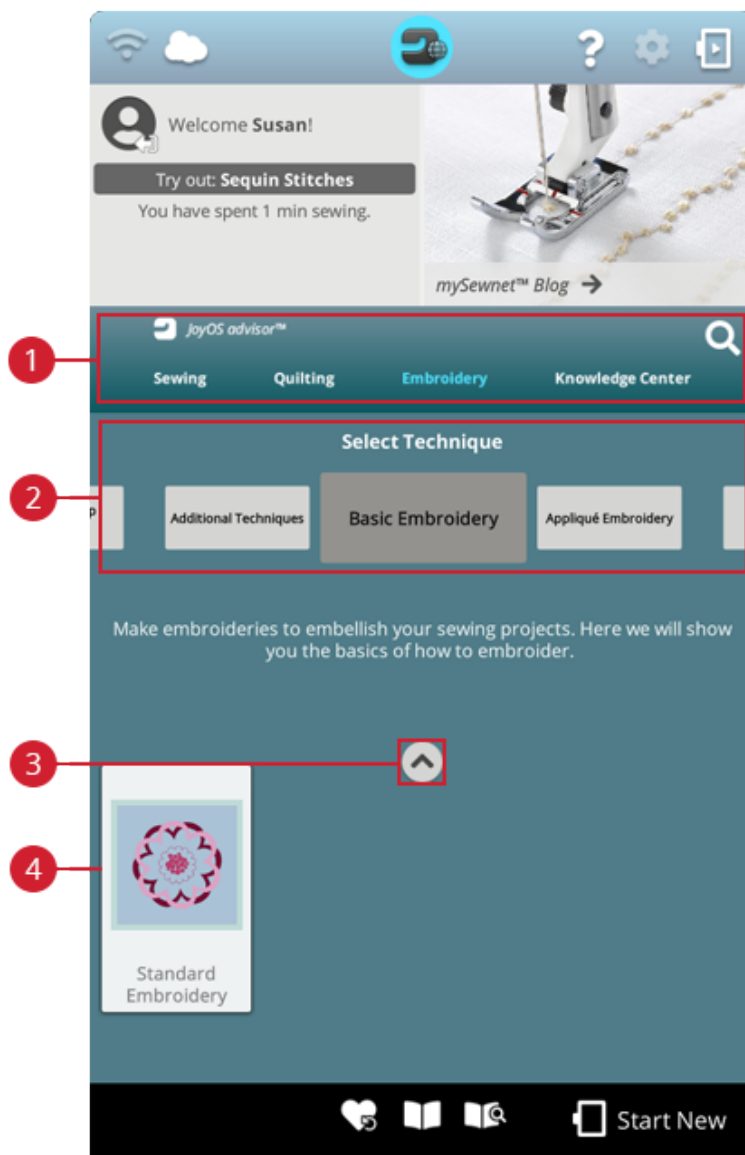 Welcome Susan!
Try out: Sequin Stitches
You have spent 1 min sewing.
mySewnet™ Blog
1
JoyOS advisor™
Sewing Quilting Embroidery Knowledge Center
2
Select Technique
p Additional Techniques Basic Embroidery Appliqué Embroidery
Make embroideries to embellish your sewing projects. Here we will show
you the basics of how to embroider.
3
4
Standard
Embroidery
Start New